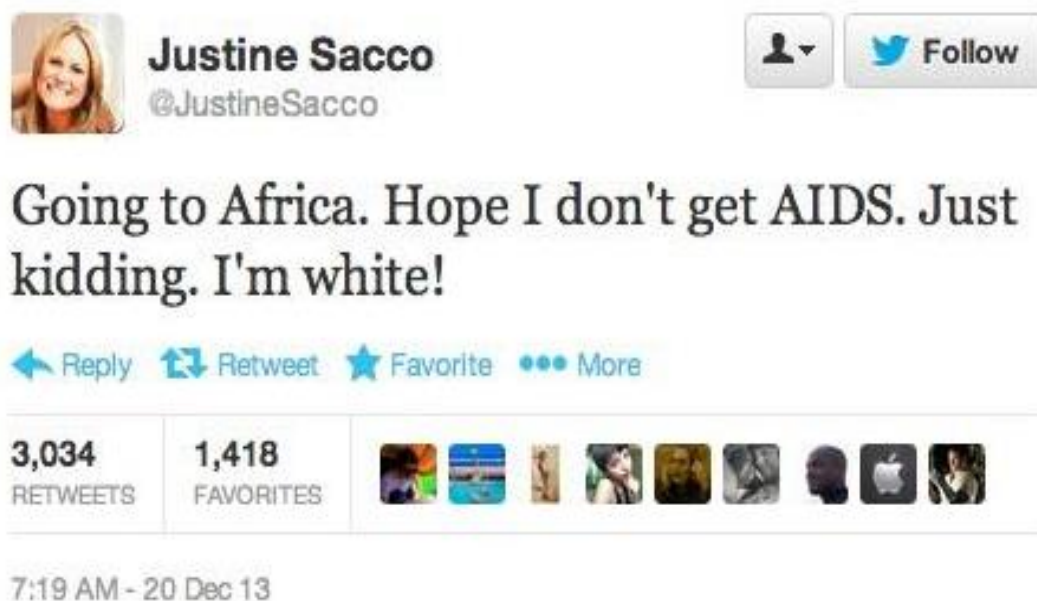 Justine Sacco
@JustineSacco
Follow
Going to Africa. Hope I don't get AIDS. Just
kidding. I'm white!
Reply Retweet Favorite More
3,034 1,418
RETWEETS FAVORITES
7:19 AM - 20 Dec 13